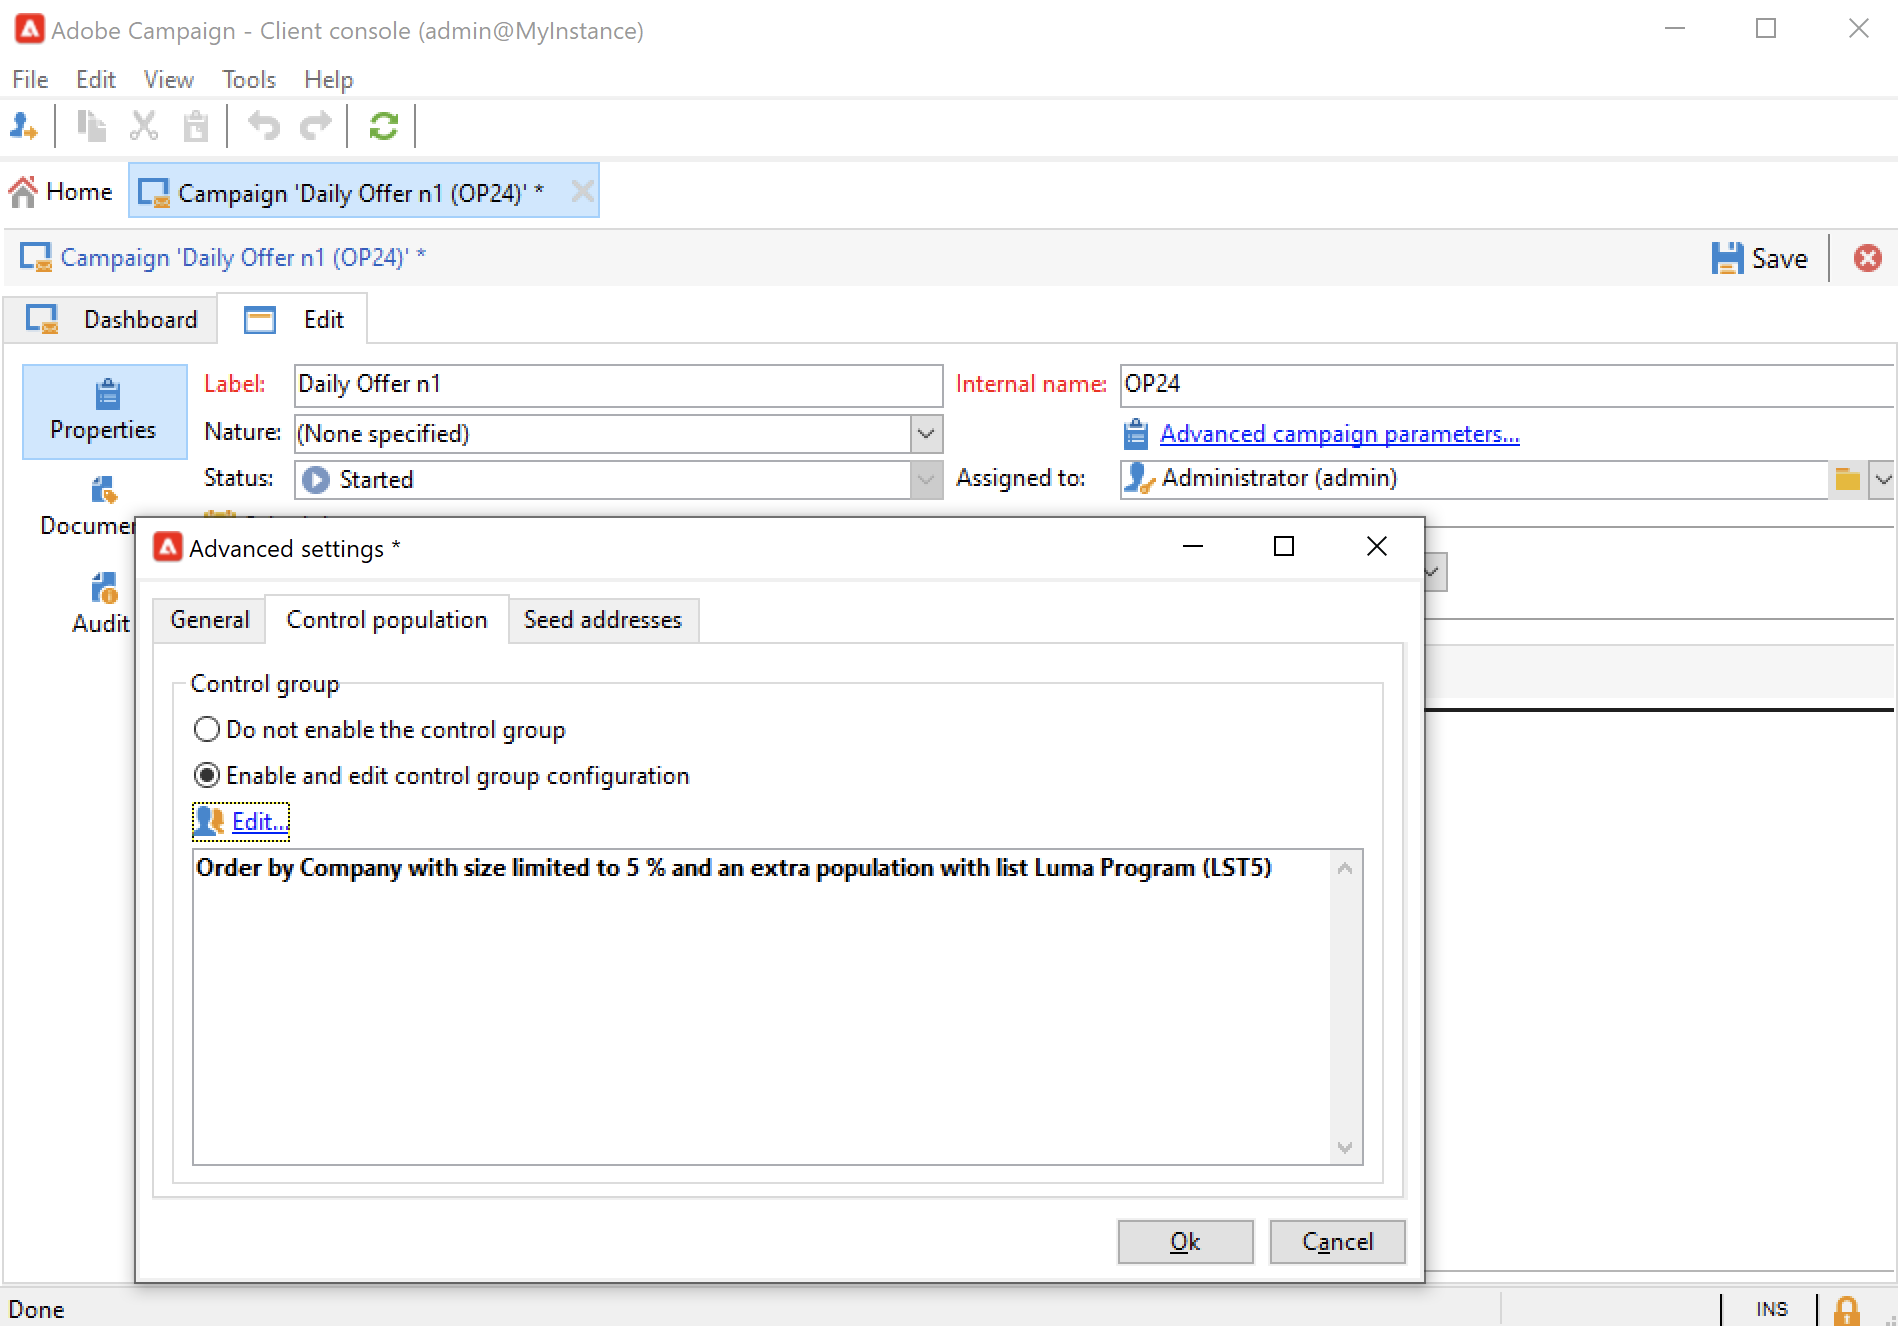 Adobe Campaign - Client console (admin@MyInstance)
File Edit View Tools Help
Home Campaign 'Daily Offer n1 (OP24)' *
Campaign 'Daily Offer n1 (OP24)' * Save
Dashboard Edit
Properties Label: Daily Offer n1 Internal name: OP24
Nature: (None specified) Advanced campaign parameters...
Status: Started Assigned to: Administrator (admin)
Documen
Audit
Advanced settings *
General Control population Seed addresses
Control group
Do not enable the control group
Enable and edit control group configuration
Edit...
Order by Company with size limited to 5 % and an extra population with list Luma Program (LST5)
Ok Cancel
Done INS